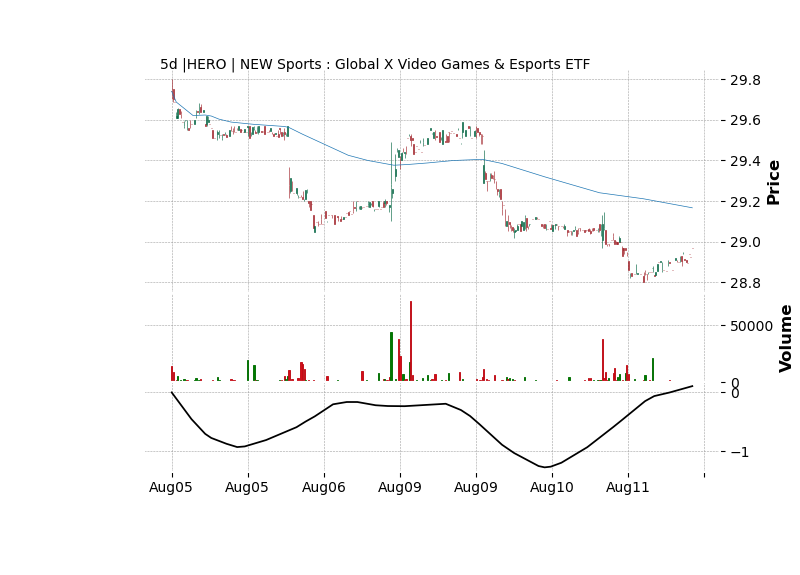 5d |HERO | NEW Sports : Global X Video Games & Esports ETF
29.8
29.6
29.4
29.2
29.0
28.8
Price
50000
0
Volume
0
−1
Aug05 Aug05 Aug06 Aug09 Aug09 Aug10 Aug11